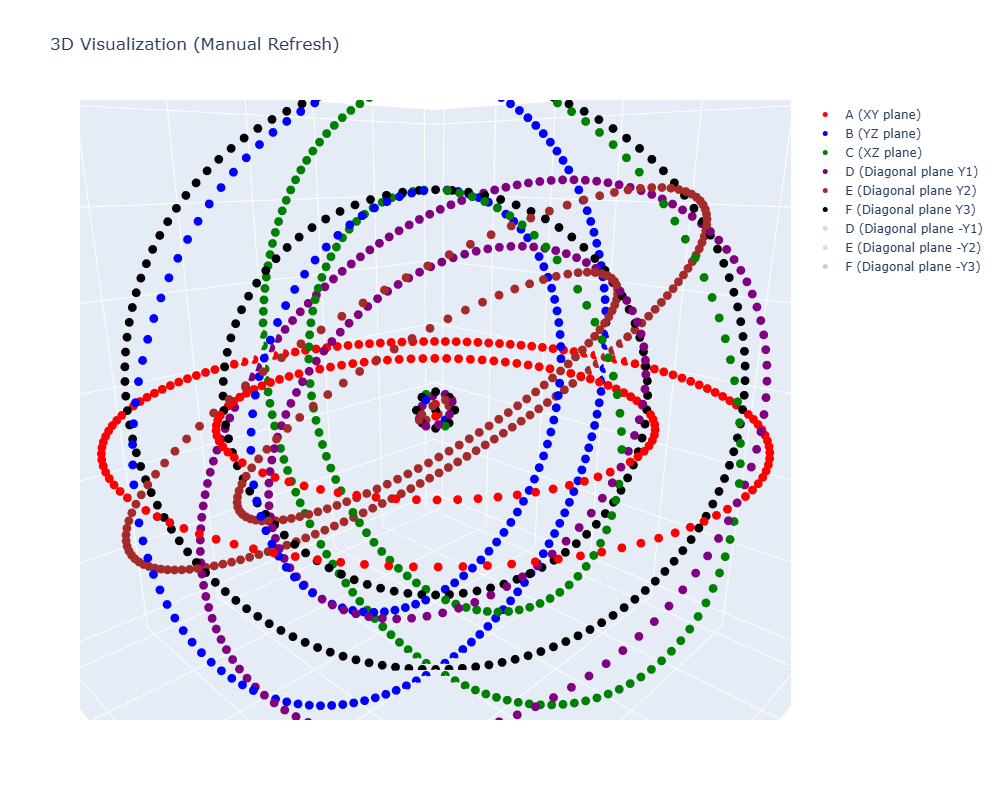 3D Visualization (Manual Refresh)
A (XY plane)
B (YZ plane)
C (XZ plane)
D (Diagonal plane Y1)
E (Diagonal plane Y2)
F (Diagonal plane Y3)
D (Diagonal plane -Y1)
E (Diagonal plane -Y2)
F (Diagonal plane -Y3)